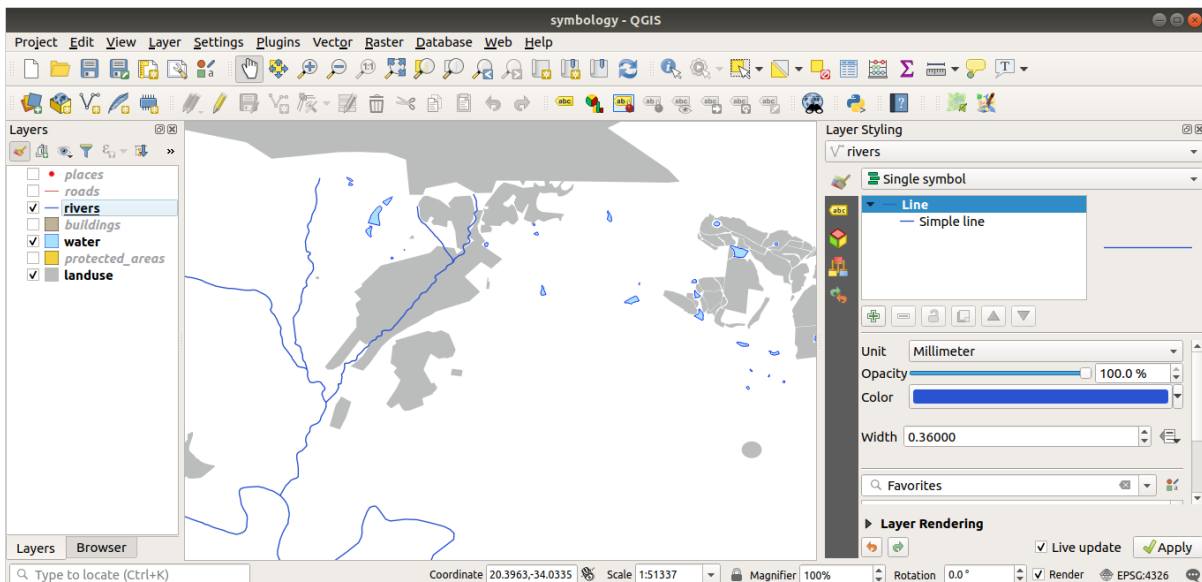 symbology - QGIS
Project Edit View Layer Settings Plugins Vector Raster Database Web Help
Layers
Layer Styling
rivers
places
roads
rivers
buildings
water
protected_areas
landuse
Single symbol
Line
Simple line
Unit Millimeter
Opacity 100.0 %
Color
Width 0.36000
Favorites
Layer Rendering
Live update Apply
Layers Browser
Type to locate (Ctrl+K) Coordinate 20.3963,-34.0335 Scale 1:51337 Magnifier 100% Rotation 0.0° Render EPSG:4326